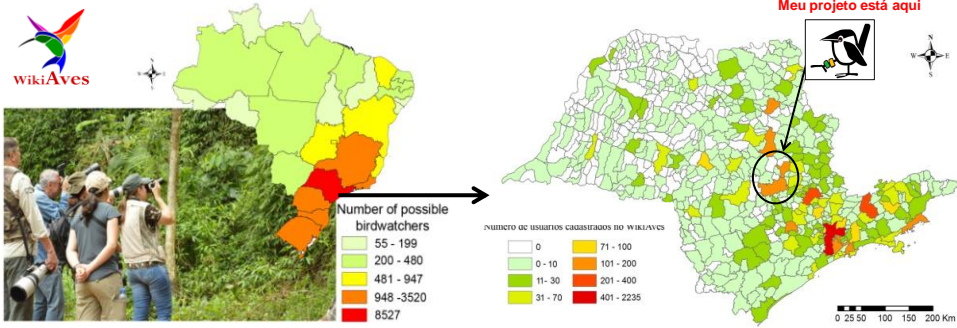 WikiAves
N
W E
S
Number of possible
birdwatchers
55 - 199
200 - 480
481 - 947
948 -3520
8527
Meu projeto está aqui
N
W E
S
Número de usuários cadastrados no WikiAves
0
0 - 10
11- 30
31 - 70
71 - 100
101 - 200
201 - 400
401 - 2235
0 25 50 100 150 200 Km